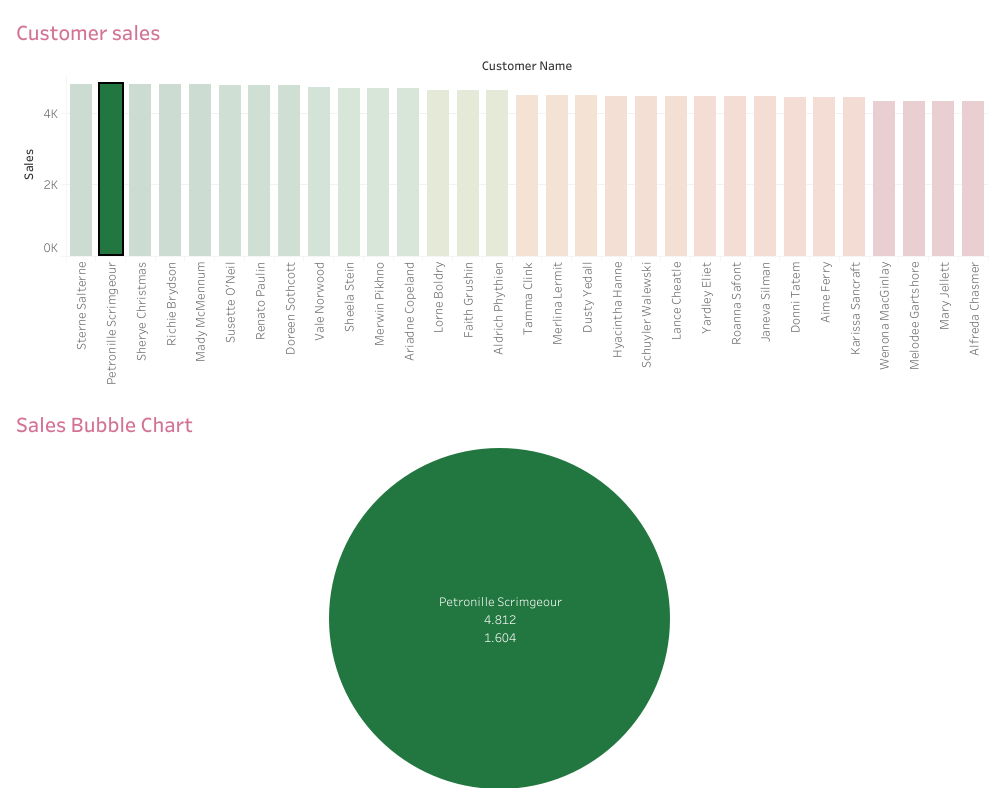 Customer sales
Customer Name
Sales
4K
2K
0K
Sterne Salterne
Petronille Scrimgeour
Sherye Christmas
Richie Brydson
Mady McMennum
Susette O'Neil
Renato Paulin
Doreen Sothcott
Vale Norwood
Sheela Stein
Merwin Pikhno
Ariadne Copeland
Lorne Boldry
Faith Grushin
Aldrich Phythien
Tamma Clink
Merlina Lermit
Dusty Yedall
Hyacintha Hanne
Schuyler Walewski
Lance Cheatle
Yardley Eliet
Roanna Safont
Janeva Silman
Donni Tatem
Aime Ferry
Karissa Sancraft
Wenona MacGinlay
Melodee Gartshore
Mary Jellett
Alfreda Chasmer
Sales Bubble Chart
Petronille Scrimgeour
4.812
1.604